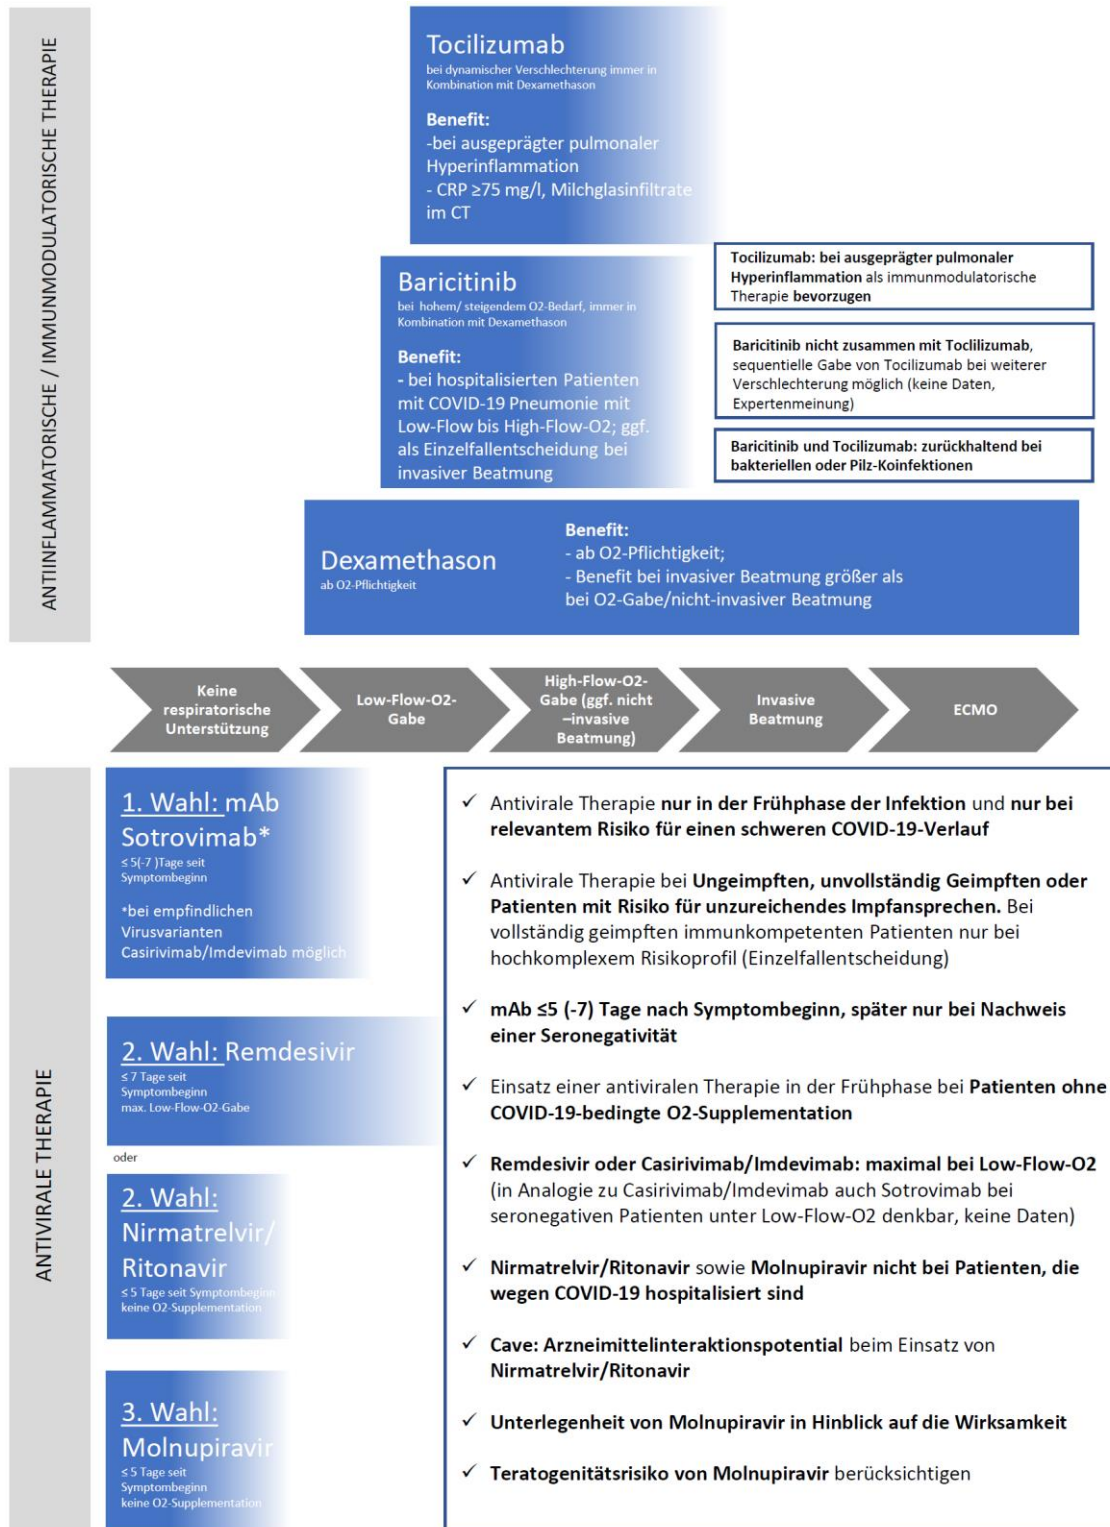 ANTIINFLAMMATORISCHE / IMMUNMODULATORISCHE THERAPIE
Tocilizumab
bei dynamischer Verschlechterung immer in
Kombination mit Dexamethason
Benefit:
-bei ausgeprägter pulmonaler
Hyperinflammation
- CRP ≥75 mg/l, Milchglasinfiltrate
im CT
Baricitinib
bei hohem/ steigendem O2-Bedarf, immer in
Kombination mit Dexamethason
Benefit:
- bei hospitalisierten Patienten
mit COVID-19 Pneumonie mit
Low-Flow bis High-Flow-O2; ggf.
als Einzelfallentscheidung bei
invasiver Beatmung
Tocilizumab: bei ausgeprägter pulmonaler
Hyperinflammation als immunmodulatorische
Therapie bevorzugen
Baricitinib nicht zusammen mit Toclilizumab,
sequentielle Gabe von Tocilizumab bei weiterer
Verschlechterung möglich (keine Daten,
Expertenmeinung)
Baricitinib und Tocilizumab: zurückhaltend bei
bakteriellen oder Pilz-Koinfektionen
Dexamethason
ab O2-Pflichtigkeit
Benefit:
- ab O2-Pflichtigkeit;
- Benefit bei invasiver Beatmung größer als
bei O2-Gabe/nicht-invasiver Beatmung
Keine
respiratorische
Unterstützung
Low-Flow-O2-
Gabe
High-Flow-O2-
Gabe (ggf. nicht
–invasive
Beatmung)
Invasive
Beatmung
ECMO
ANTIVIRALE THERAPIE
1. Wahl: mAb
Sotrovimab*
≤ 5(-7 )Tage seit
Symptombeginn
*bei empfindlichen
Virusvarianten
Casirivimab/Imdevimab möglich
2. Wahl: Remdesivir
≤ 7 Tage seit
Symptombeginn
max. Low-Flow-O2-Gabe
oder
2. Wahl:
Nirmatrelvir/
Ritonavir
≤ 5 Tage seit Symptombeginn
keine O2-Supplementation
3. Wahl:
Molnupiravir
≤ 5 Tage seit
Symptombeginn
keine O2-Supplementation
✓ Antivirale Therapie nur in der Frühphase der Infektion und nur bei
relevantem Risiko für einen schweren COVID-19-Verlauf
✓ Antivirale Therapie bei Ungeimpften, unvollständig Geimpften oder
Patienten mit Risiko für unzureichendes Impfansprechen. Bei
vollständig geimpften immunkompetenten Patienten nur bei
hochkomplexem Risikoprofil (Einzelfallentscheidung)
✓ mAb ≤5 (-7) Tage nach Symptombeginn, später nur bei Nachweis
einer Seronegativität
✓ Einsatz einer antiviralen Therapie in der Frühphase bei Patienten ohne
COVID-19-bedingte O2-Supplementation
✓ Remdesivir oder Casirivimab/Imdevimab: maximal bei Low-Flow-O2
(in Analogie zu Casirivimab/Imdevimab auch Sotrovimab bei
seronegativen Patienten unter Low-Flow-O2 denkbar, keine Daten)
✓ Nirmatrelvir/Ritonavir sowie Molnupiravir nicht bei Patienten, die
wegen COVID-19 hospitalisiert sind
✓ Cave: Arzneimittelinteraktionspotential beim Einsatz von
Nirmatrelvir/Ritonavir
✓ Unterlegenheit von Molnupiravir in Hinblick auf die Wirksamkeit
✓ Teratogenitätsrisiko von Molnupiravir berücksichtigen